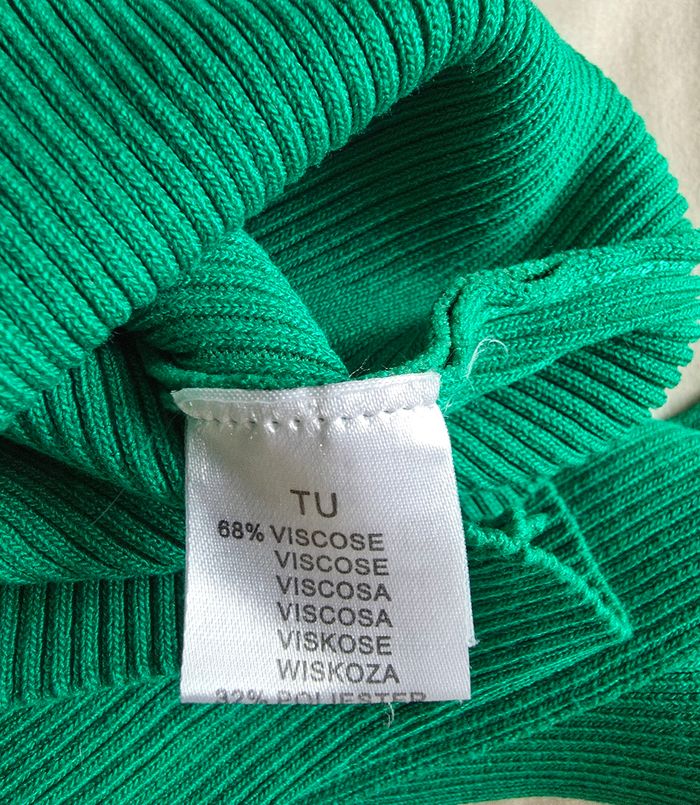 TU
68% VISCOSE
VISCOSE
VISCOSA
VISCOSA
VISKOSE
WISKOZA
32% POLIESTER